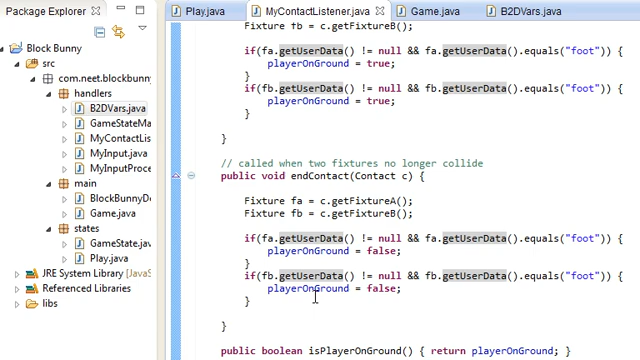 Package Explorer
Block Bunny
src
com.neet.blockbunny
handlers
B2DVars.java
GameStateMa
MyContactLis
MyInput.java
MyInputProce
main
BlockBunnyDe
Game.java
states
GameState.java
Play.java
JRE System Library [JavaS
Referenced Libraries
libs
Play.java
MyContactListener.java
Game.java
B2DVars.java
Fixture fb = c.getFixtureB();
if(fa.getUserData() != null && fa.getUserData().equals("foot")) {
playerOnGround = true;
}
if(fb.getUserData() != null && fb.getUserData().equals("foot")) {
playerOnGround = true;
}
}
// called when two fixtures no longer collide
public void endContact(Contact c) {
Fixture fa = c.getFixtureA();
Fixture fb = c.getFixtureB();
if(fa.getUserData() != null && fa.getUserData().equals("foot")) {
playerOnGround = false;
}
if(fb.getUserData() != null && fb.getUserData().equals("foot")) {
playerOnGround = false;
}
}
public boolean isPlayerOnGround() { return playerOnGround; }